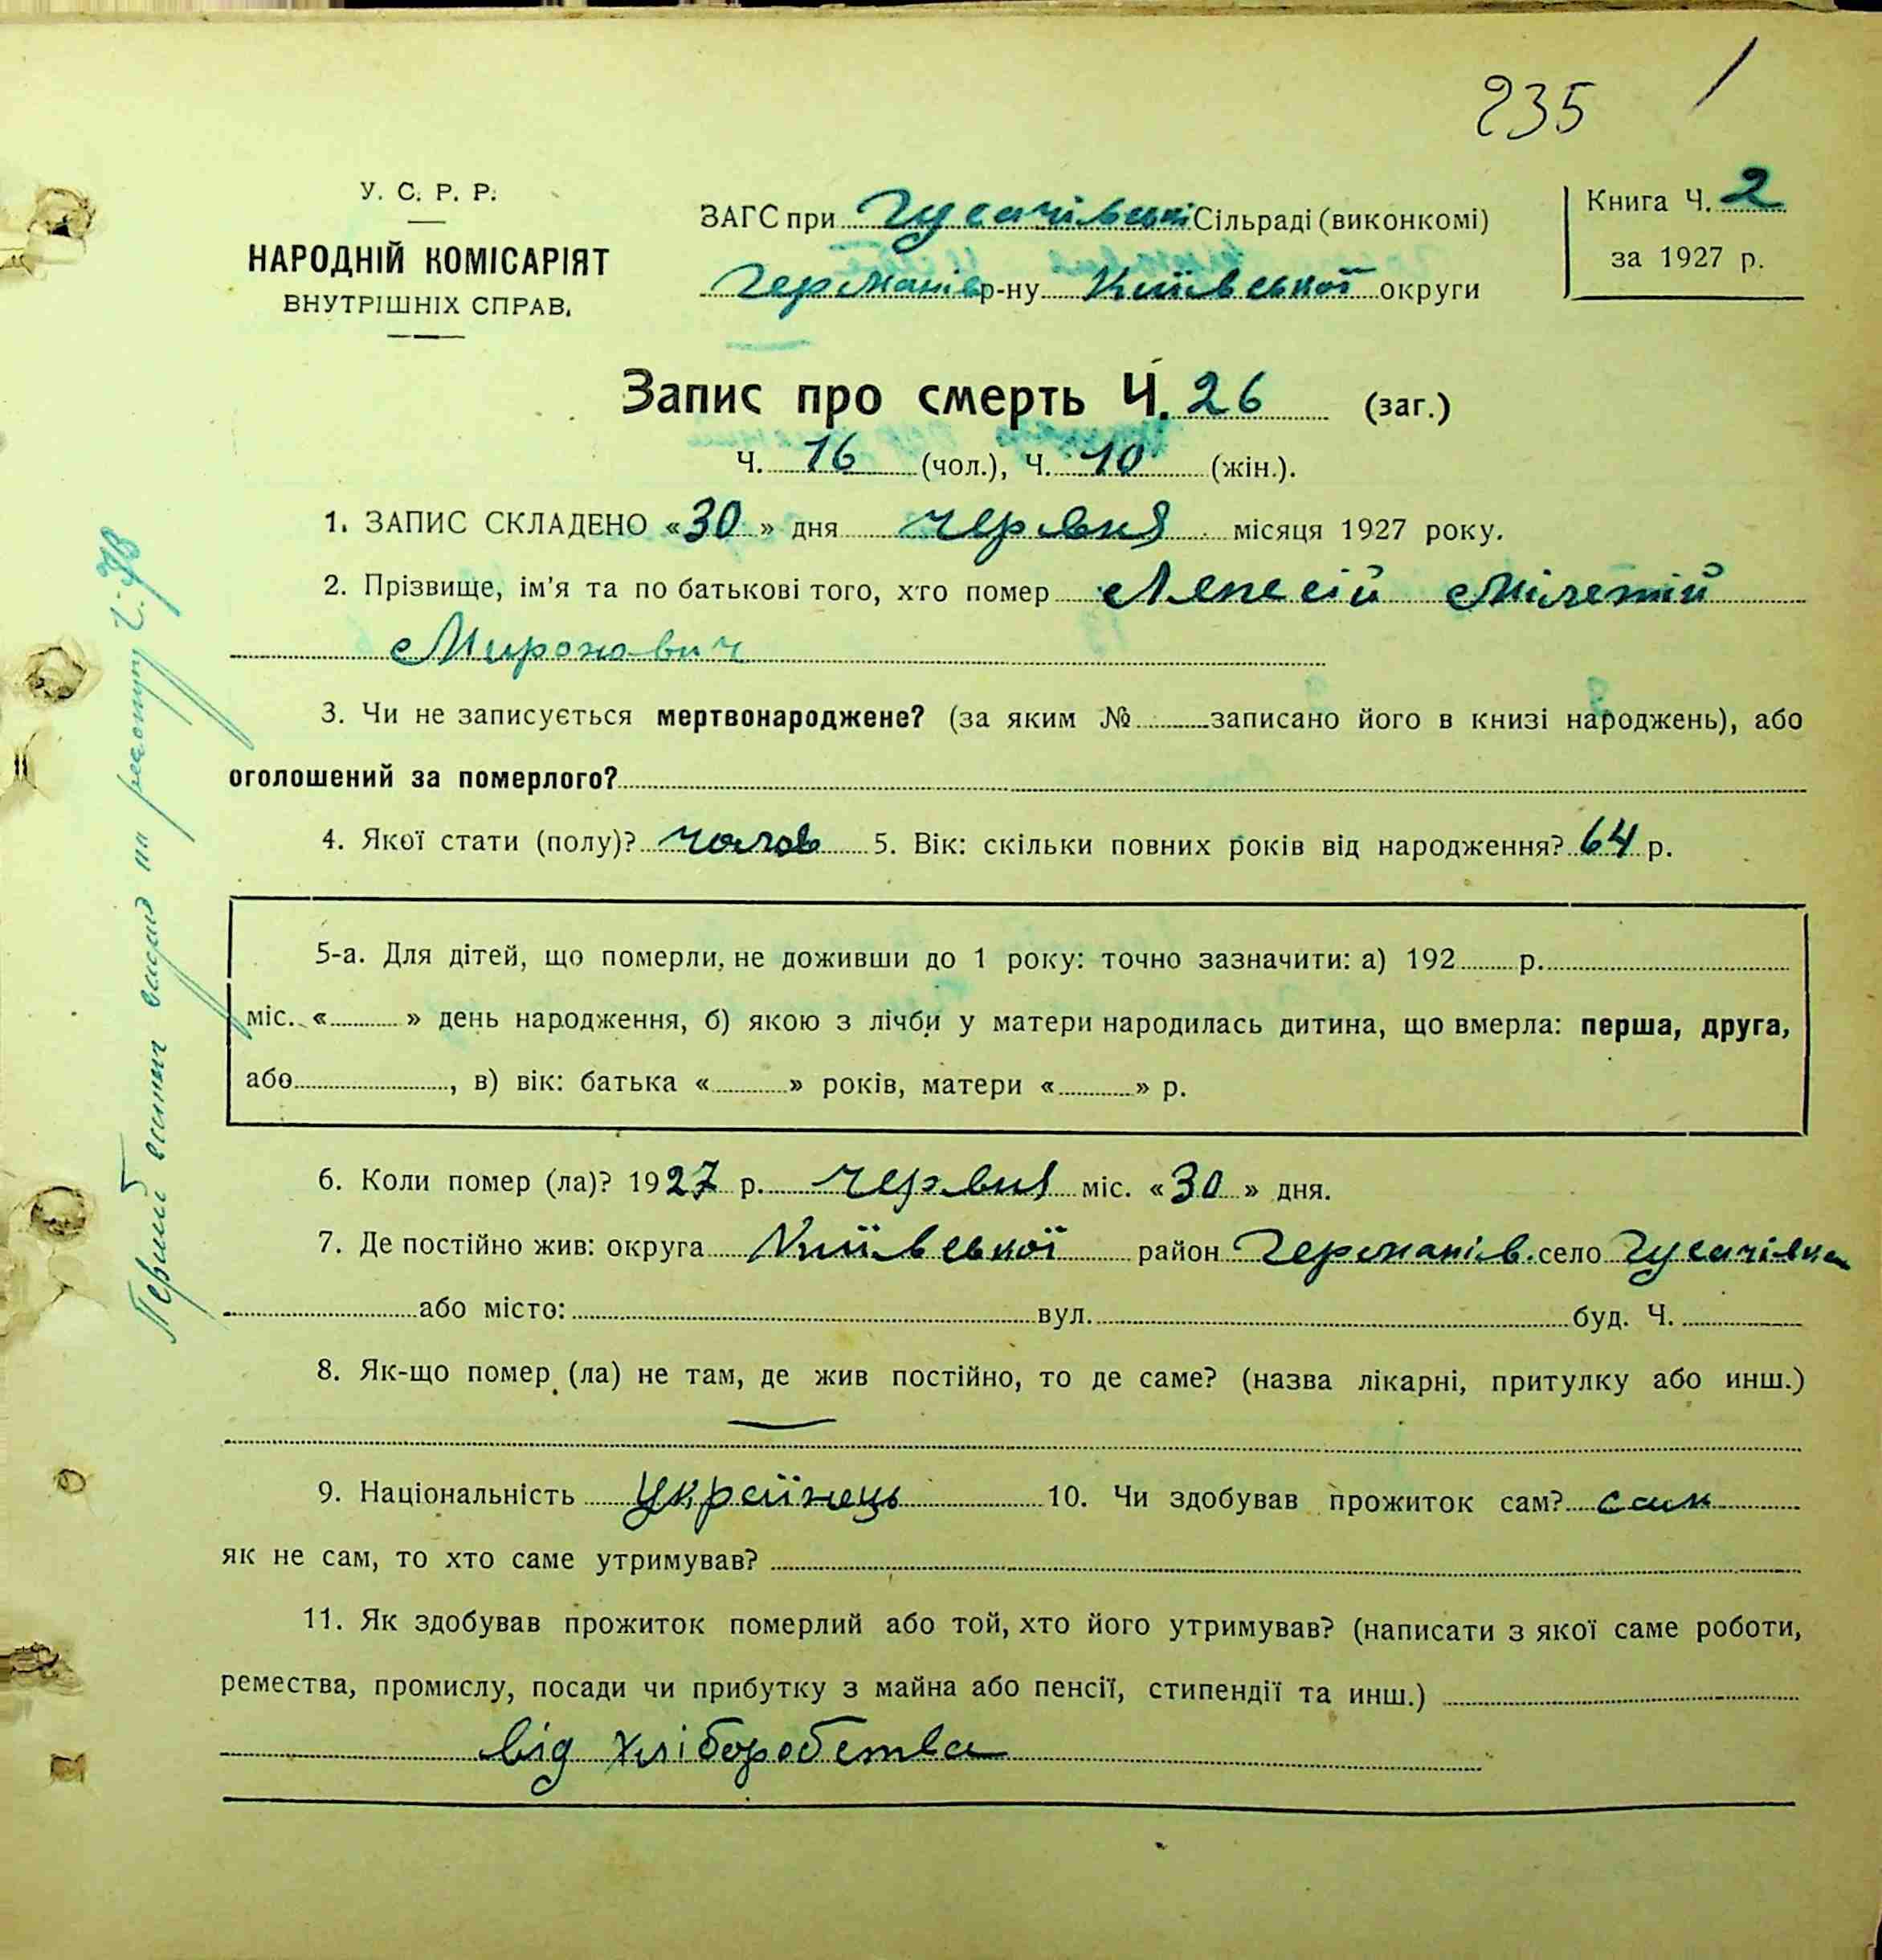 235 /
У. С. Р. Р.
НАРОДНІЙ КОМІСАРІЯТ
ВНУТРІШНІХ СПРАВ.
ЗАГС при Гусачівській Сільраді (виконкомі)
Германів р-ну Київської округи
Книга Ч. 2
за 1927 р.
Запис про смерть Ч. 26 (заг.)
Ч. 16 (чол.), Ч. 10 (жін.).
1. ЗАПИС СКЛАДЕНО «30» дня червня місяця 1927 року.
2. Прізвище, ім'я та по батькові того, хто помер Лепесій Мілетій
Миронович
3. Чи не записується мертвонароджене? (за яким № записано його в книзі народжень), або
оголошений за померлого?
4. Якої стати (полу)? чолов 5. Вік: скільки повних років від народження? 64 р.
5-а. Для дітей, що померли, не доживши до 1 року: точно зазначити: а) 192 р.
міс. « » день народження, б) якою з лічби у матери народилась дитина, що вмерла: перша, друга,
або , в) вік: батька « » років, матери « » р.
6. Коли помер (ла)? 1927 р. червня міс. «30» дня.
7. Де постійно жив: округа Київської район Германів. село Гусачівка
або місто: вул. буд. Ч.
8. Як-що помер (ла) не там, де жив постійно, то де саме? (назва лікарні, притулку або инш.)
9. Національність Українець 10. Чи здобував прожиток сам? сам
як не сам, то хто саме утримував?
11. Як здобував прожиток померлий або той, хто його утримував? (написати з якої саме роботи,
ремества, промислу, посади чи прибутку з майна або пенсії, стипендії та инш.)
від хліборобства